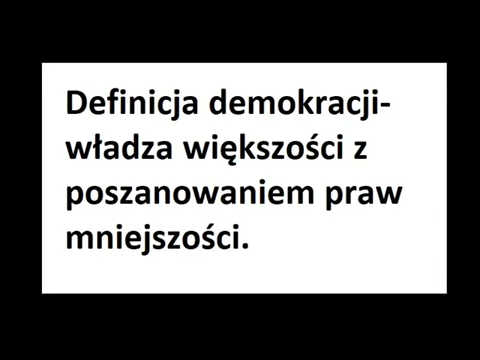 Definicja demokracji-
władza większości z
poszanowaniem praw
mniejszości.